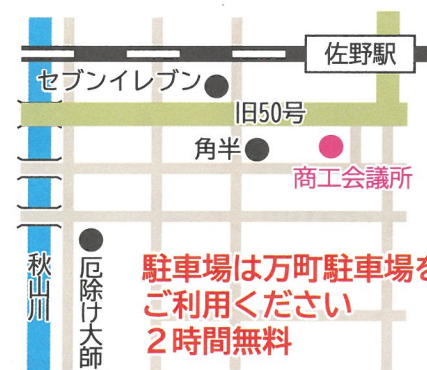 佐野駅
セブンイレブン
旧50号
角半
商工会議所
秋山川
厄除け大師
駐車場は万町駐車場を
ご利用ください
２時間無料